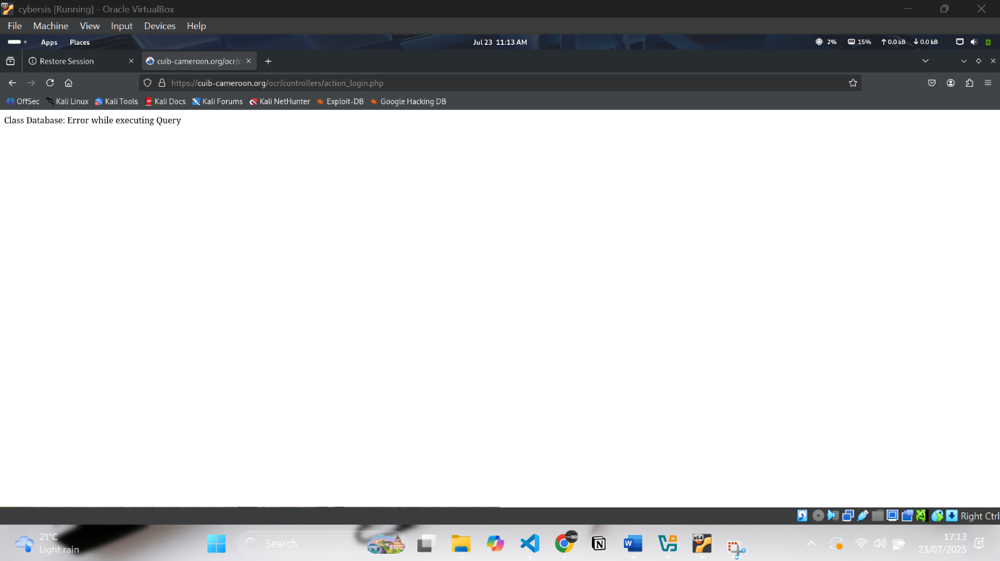 cybersis [Running] - Oracle VirtualBox
File Machine View Input Devices Help
Apps Places Jul 23 11:13 AM 2% 15% 0.0 kB 0.0 kB
Restore Session cuib-cameroon.org/ocr/c
https://cuib-cameroon.org/ocr/controllers/action_login.php
OffSec Kali Linux Kali Tools Kali Docs Kali Forums Kali NetHunter Exploit-DB Google Hacking DB
Class Database: Error while executing Query
Right Ctrl
21°C
Light rain
Search
x64
17:13
23/07/2025